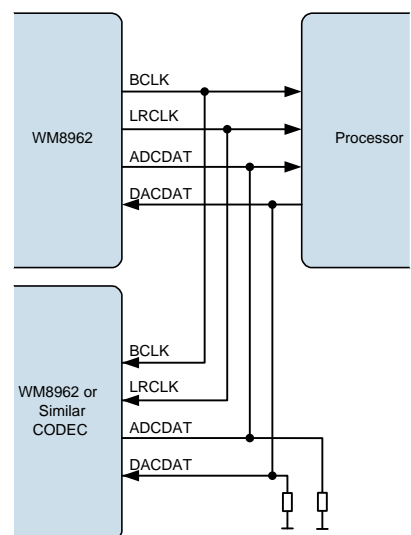 WM8962
BCLK
LRCLK
ADCDAT
DACDAT
Processor
WM8962 or
Similar
CODEC
BCLK
LRCLK
ADCDAT
DACDAT